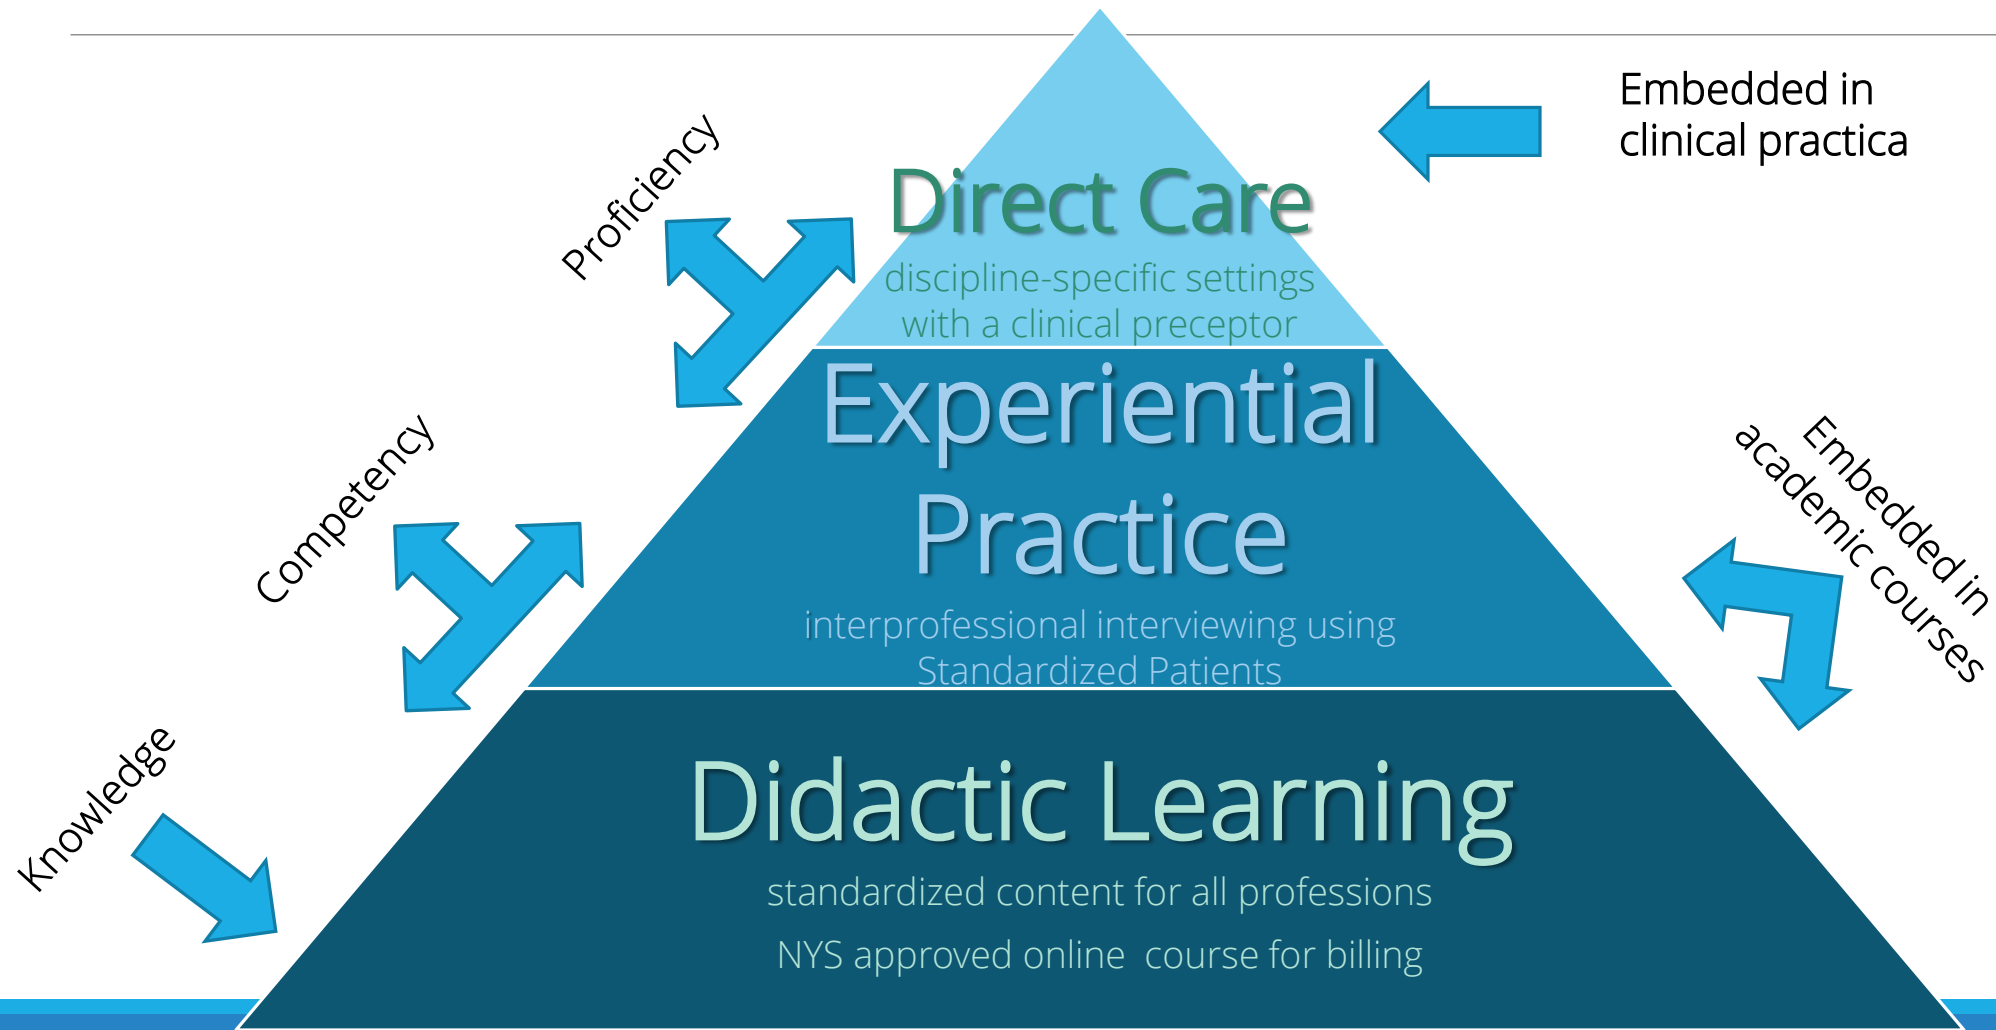 Embedded in
clinical practica
Proficiency
Direct Care
discipline-specific settings
with a clinical preceptor
Competency
Experiential
Practice
interprofessional interviewing using
Standardized Patients
Embedded in
academic courses
Knowledge
Didactic Learning
standardized content for all professions
NYS approved online  course for billing